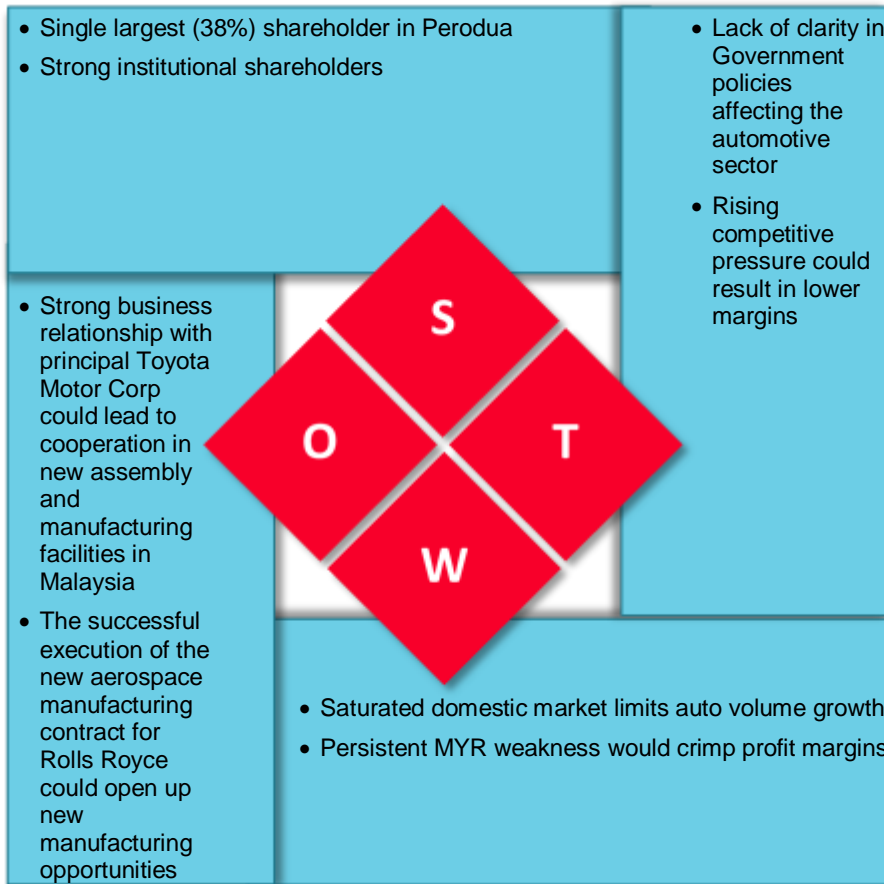 • Single largest (38%) shareholder in Perodua
• Strong institutional shareholders
• Lack of clarity in
Government
policies
affecting the
automotive
sector
• Rising
competitive
pressure could
result in lower
margins
• Strong business
relationship with
principal Toyota
Motor Corp
could lead to
cooperation in
new assembly
and
manufacturing
facilities in
Malaysia
• The successful
execution of the
new aerospace
manufacturing
contract for
Rolls Royce
could open up
new
manufacturing
opportunities
S
O
T
W
• Saturated domestic market limits auto volume growth
• Persistent MYR weakness would crimp profit margins